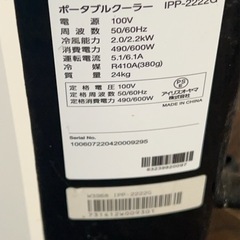 ポータブルクーラー IPP-2222G
電源 100V
周波数 50/60Hz
冷風能力 2.0/2.2kW
消費電力 490/600W
運転電流 5.1/6.1A
冷媒 R410A(380g)
質量 24kg
定格電圧 100V
定格周波数 50/60Hz
定格消費電力 490/600W
PSE
アイリスオーヤマ
MADE IN CHINA
Serial No.
100607220420009295
IPP-2222G